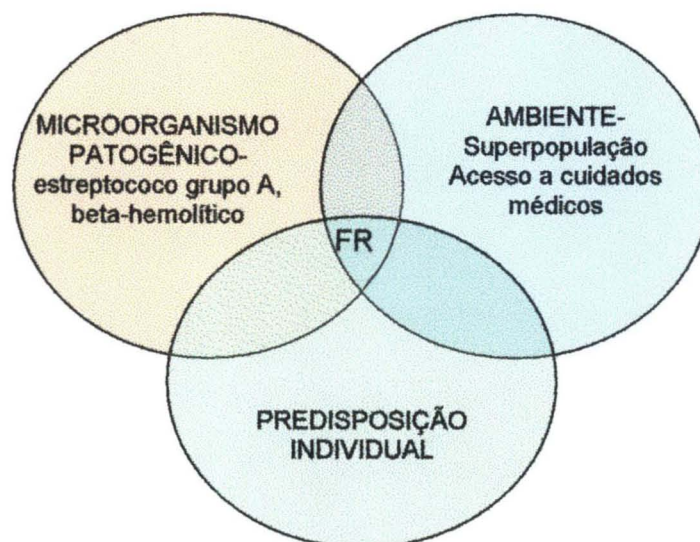 MICROORGANISMO
PATOGÊNICO-
estreptococo grupo A,
beta-hemolítico
AMBIENTE-
Superpopulação
Acesso a cuidados
médicos
FR
PREDISPOSIÇÃO
INDIVIDUAL